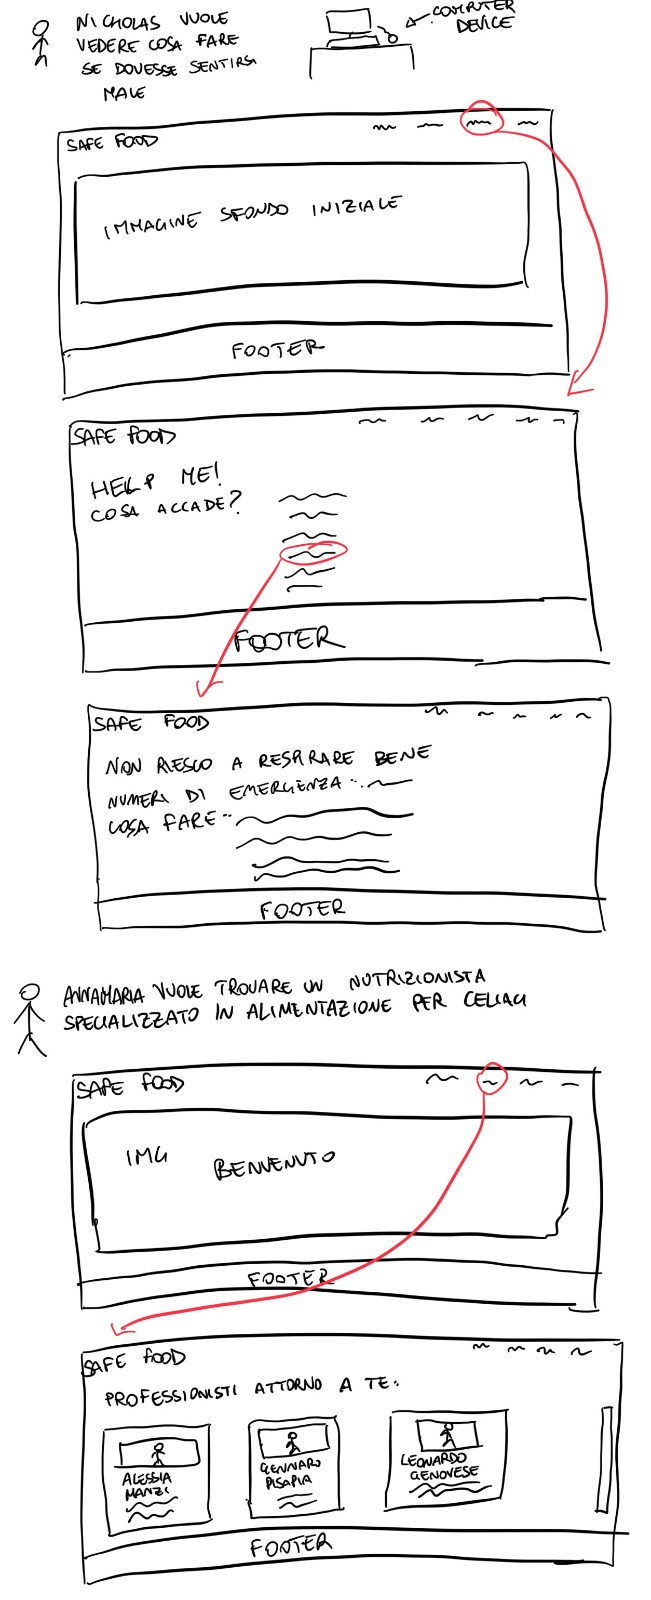 NICHOLAS VUOLE
VEDERE COSA FARE
SE DOVESSE SENTIRSI
MALE
COMPUTER
DEVICE
SAFE FOOD
IMMAGINE SFONDO INIZIALE
FOOTER
SAFE FOOD
HELP ME!
COSA ACCADE?
FOOTER
SAFE FOOD
NON RIESCO A RESPIRARE BENE
NUMERI DI EMERGENZA:
COSA FARE:
FOOTER
ANNAMARIA VUOLE TROVARE UN NUTRIZIONISTA
SPECIALIZZATO IN ALIMENTAZIONE PER CELIACI
SAFE FOOD
IMG BENVENUTO
FOOTER
SAFE FOOD
PROFESSIONISTI ATTORNO A TE:
ALESSIA
MANZI
GENNARO
PISAPIA
LEONARDO
GENOVESE
FOOTER